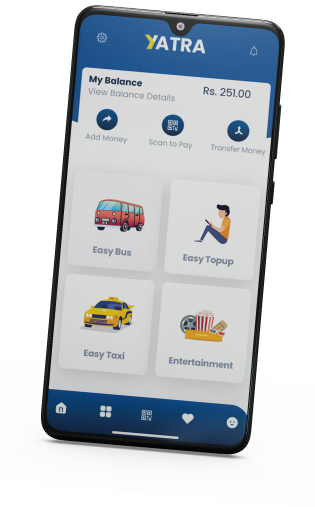 YATRA
My Balance
View Balance Details
Rs. 251.00
Add Money
Scan to Pay
Transfer Money
Easy Bus
Easy Topup
Easy Taxi
Entertainment